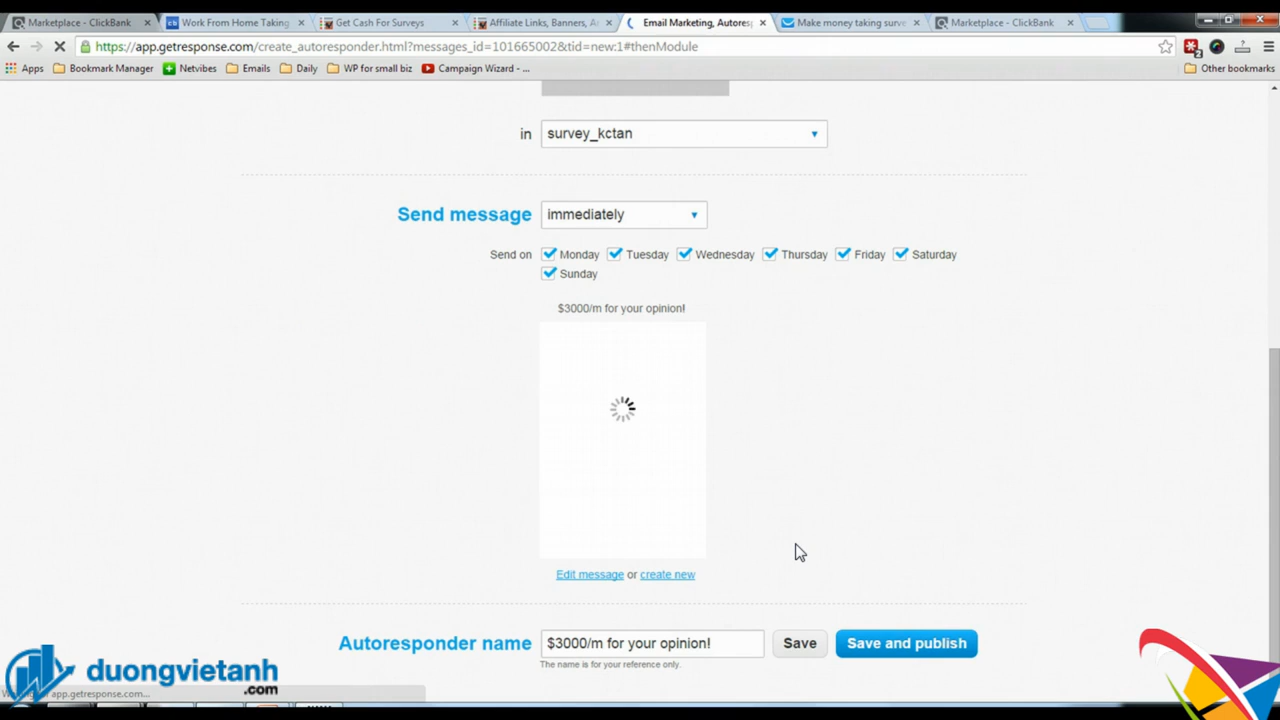 Marketplace - ClickBank
Work From Home Taking
Get Cash For Surveys
Affiliate Links, Banners, A
Email Marketing, Autores
Make money taking surve
Marketplace - ClickBank
https://app.getresponse.com/create_autoresponder.html?messages_id=101665002&id=new:1#thenModule
Apps
Bookmark Manager
Netvibes
Emails
Daily
WP for small biz
Campaign Wizard - ...
Other bookmarks
in survey_kctan
Send message immediately
Send on Monday Tuesday Wednesday Thursday Friday Saturday
Sunday
$3000/m for your opinion!
Edit message or create new
Autoresponder name $3000/m for your opinion! Save Save and publish
The name is for your reference only.
duongvietanh
.com
app.getresponse.com...